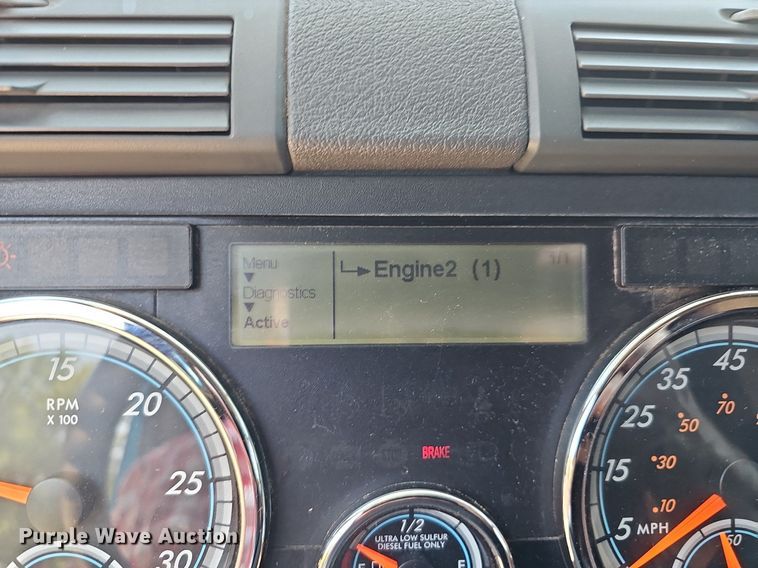 Menu
Engine2 (1)
1/1
Diagnostics
Active
15
20
25
30
RPM
X 100
BRAKE
1/2
ULTRA LOW SULFUR
DIESEL FUEL ONLY
E
F
45
35
25
15
5 MPH
70
50
30
10
50
Purple Wave Auction